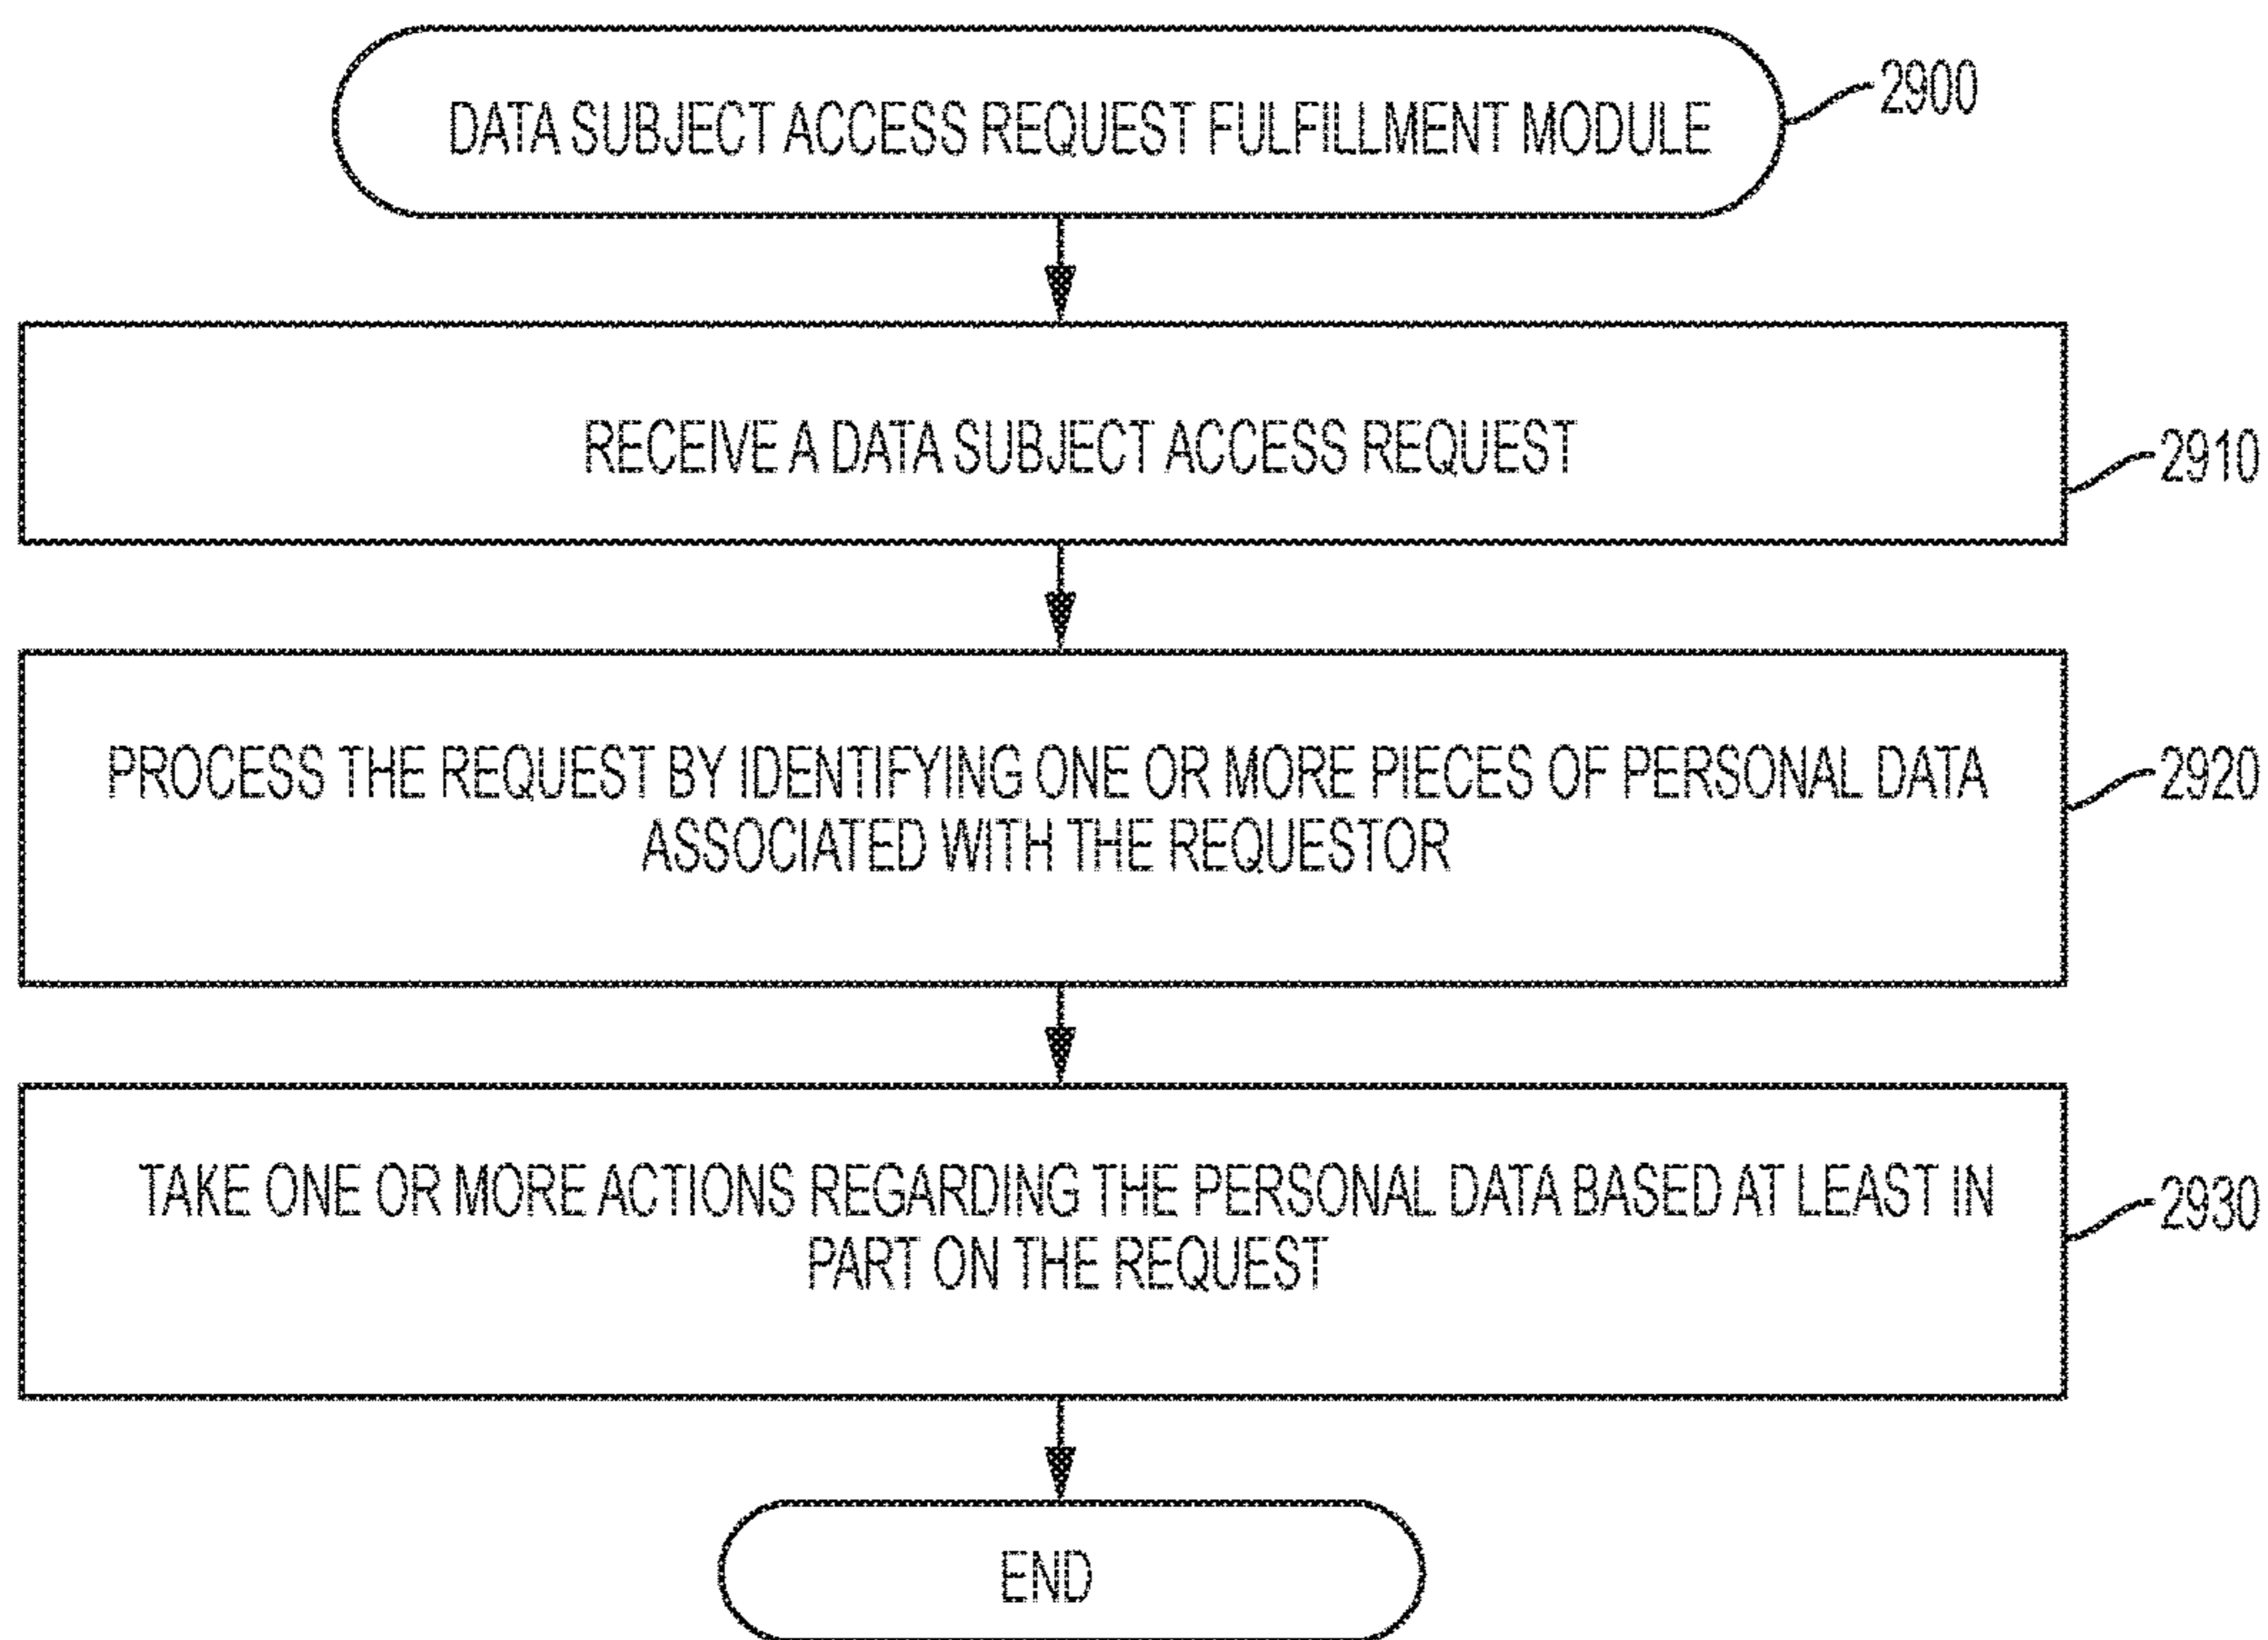 DATA SUBJECT ACCESS REQUEST FULFILLMENT MODULE
2900
RECEIVE A DATA SUBJECT ACCESS REQUEST
2910
PROCESS THE REQUEST BY IDENTIFYING ONE OR MORE PIECES OF PERSONAL DATA
ASSOCIATED WITH THE REQUESTOR
2920
TAKE ONE OR MORE ACTIONS REGARDING THE PERSONAL DATA BASED AT LEAST IN
PART ON THE REQUEST
2930
END